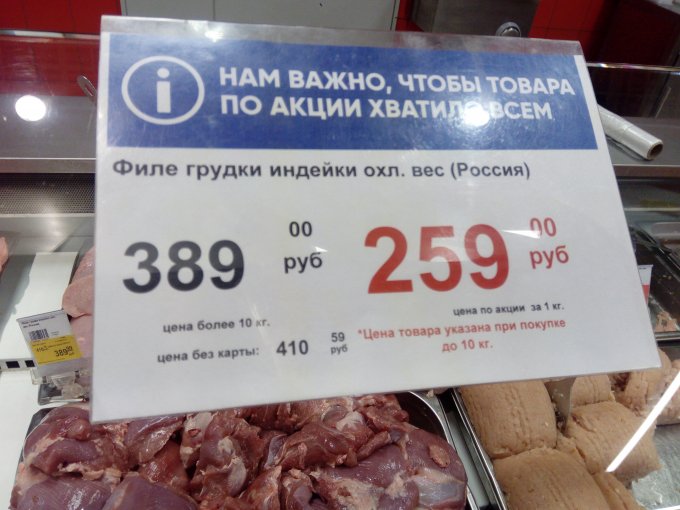 НАМ ВАЖНО, ЧТОБЫ ТОВАРА
ПО АКЦИИ ХВАТИЛО ВСЕМ
Филе грудки индейки охл. вес (Россия)
389 00 руб
259 00 руб
цена более 10 кг.
цена по акции за 1 кг.
цена без карты: 410 59 руб
*Цена товара указана при покупке
до 10 кг.
389